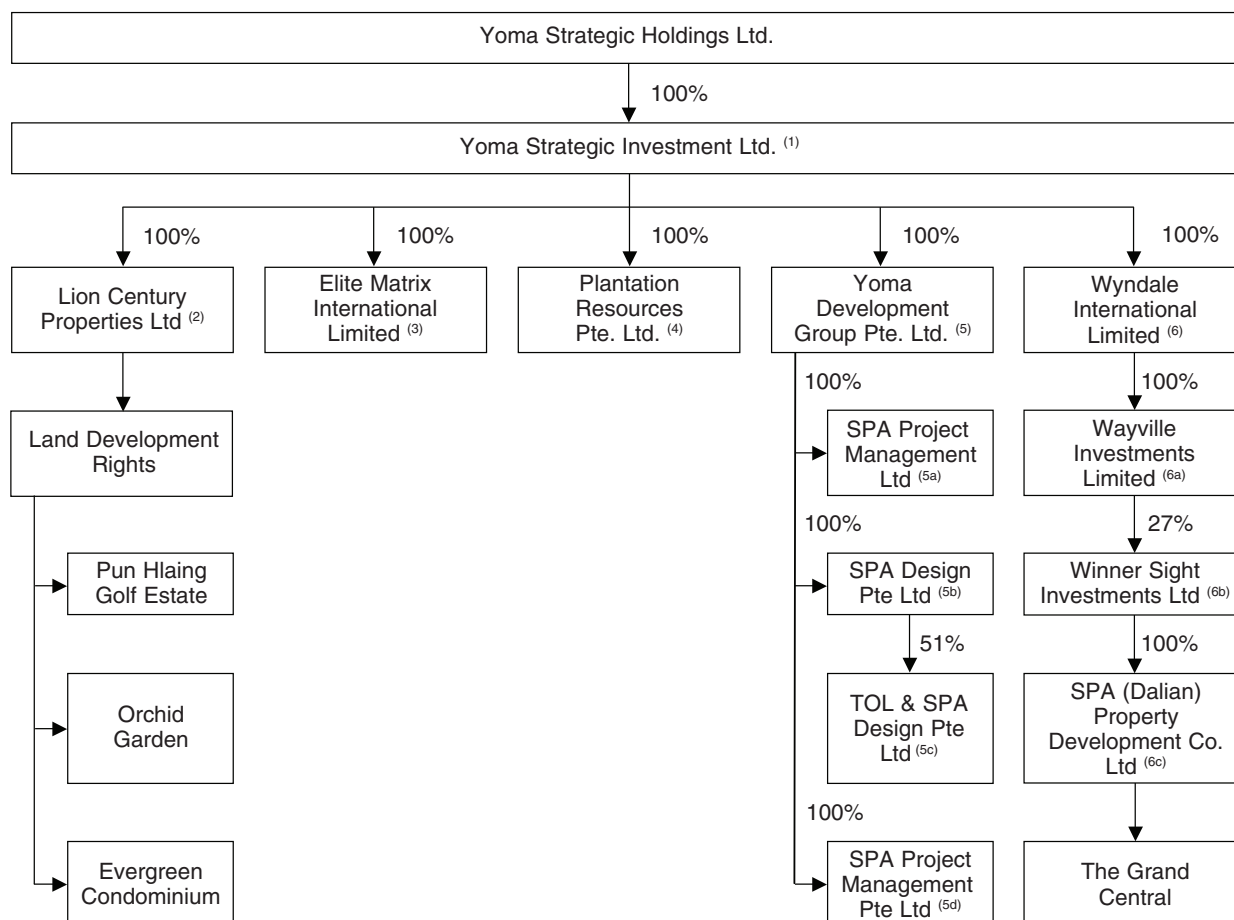 Yoma Strategic Holdings Ltd.
100%
Yoma Strategic Investment Ltd. (1)
100%
100%
100%
100%
100%
Lion Century
Properties Ltd (2)
Elite Matrix
International
Limited (3)
Plantation
Resources
Pte. Ltd. (4)
Yoma
Development
Group Pte. Ltd. (5)
Wyndale
International
Limited (6)
100%
100%
Land Development
Rights
SPA Project
Management
Ltd (5a)
Wayville
Investments
Limited (6a)
100%
27%
Pun Hlaing
Golf Estate
SPA Design
Pte Ltd (5b)
Winner Sight
Investments Ltd (6b)
51%
100%
Orchid
Garden
TOL & SPA
Design Pte
Ltd (5c)
SPA (Dalian)
Property
Development Co.
Ltd (6c)
100%
Evergreen
Condominium
SPA Project
Management
Pte Ltd (5d)
The Grand
Central